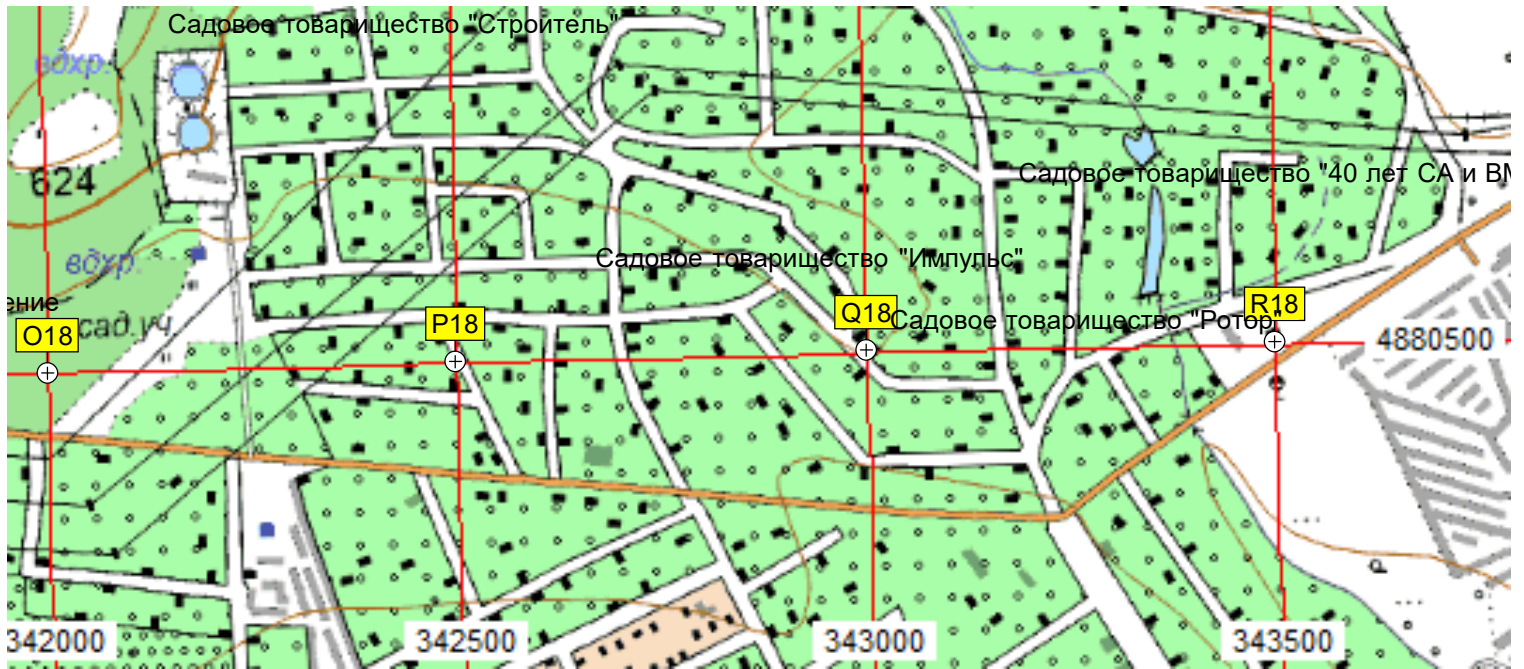 Садовое товарищество "Строитель"
вдхр.
624
Садовое товарищество "40 лет СА и ВМ
вдхр.
Садовое товарищество "Импульс"
ение
O18
сад.уч.
P18
Q18
Садовое товарищество "Ротор"
R18
4880500
342000
342500
343000
343500